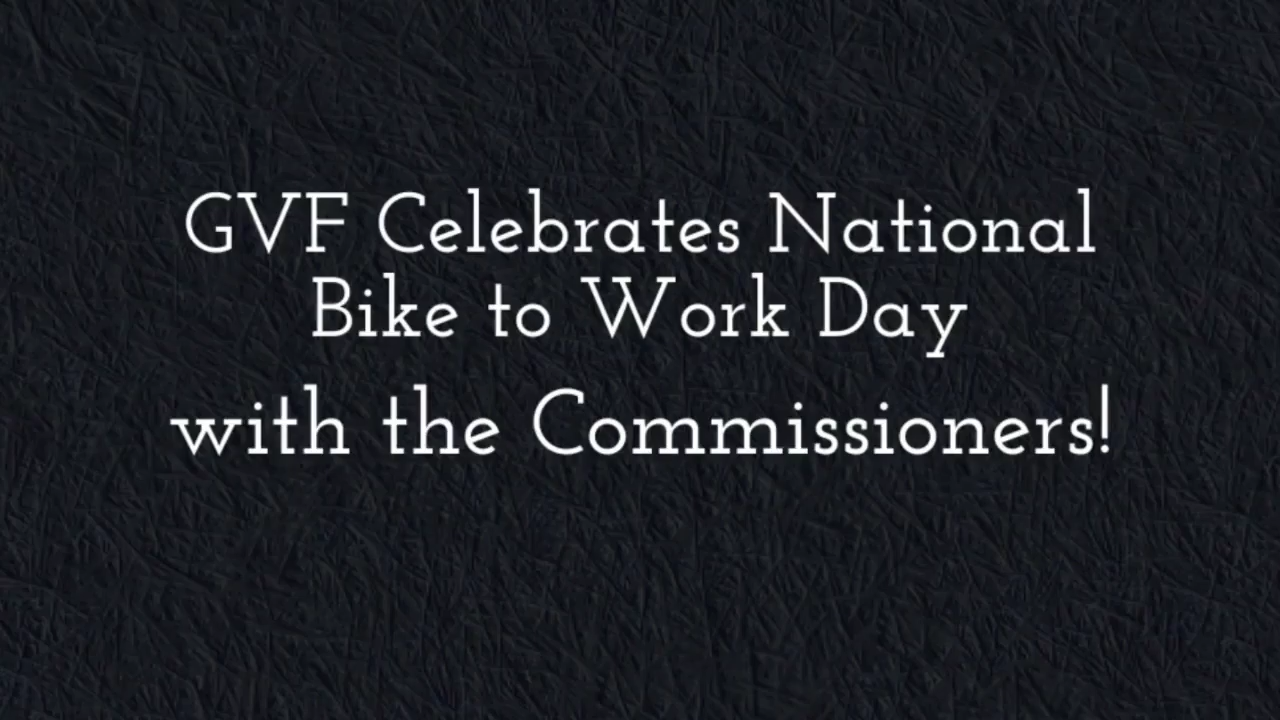 GVF Celebrates National
Bike to Work Day
with the Commissioners!